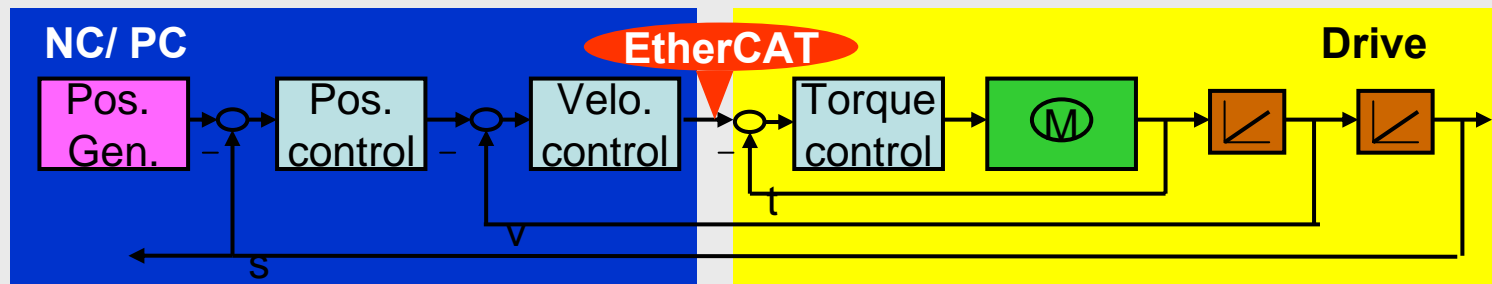 NC/ PC
EtherCAT
Drive
Pos.
Gen.
Pos.
control
Velo.
control
Torque
control
M
–
–
–
t
v
s